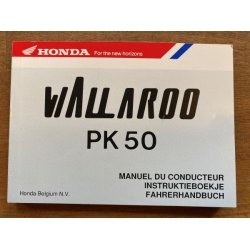 HONDA For the new horizons
WALLAROO
PK 50
MANUEL DU CONDUCTEUR
INSTRUKTIEBOEKJE
FAHRERHANDBUCH
Honda Belgium N.V.